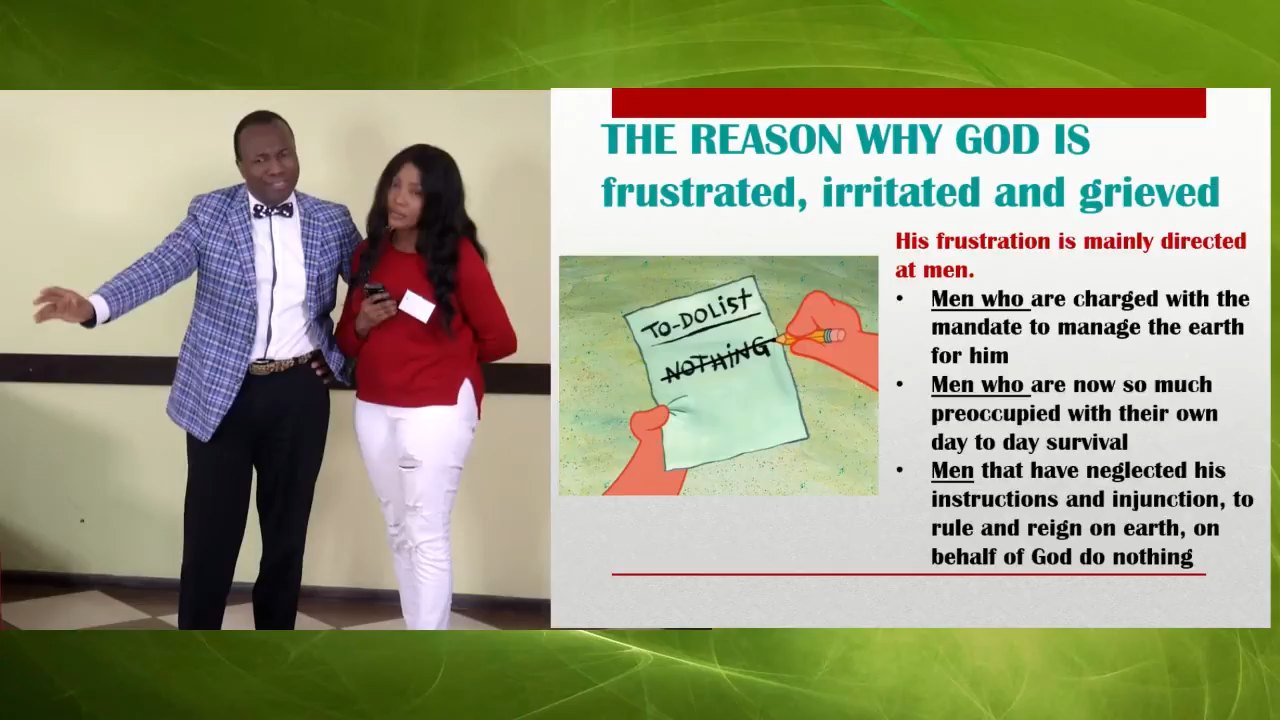 THE REASON WHY GOD IS
frustrated, irritated and grieved
His frustration is mainly directed
at men.
• Men who are charged with the
mandate to manage the earth
for him
• Men who are now so much
preoccupied with their own
day to day survival
• Men that have neglected his
instructions and injunction, to
rule and reign on earth, on
behalf of God do nothing
TO-DO LIST
NOTHING